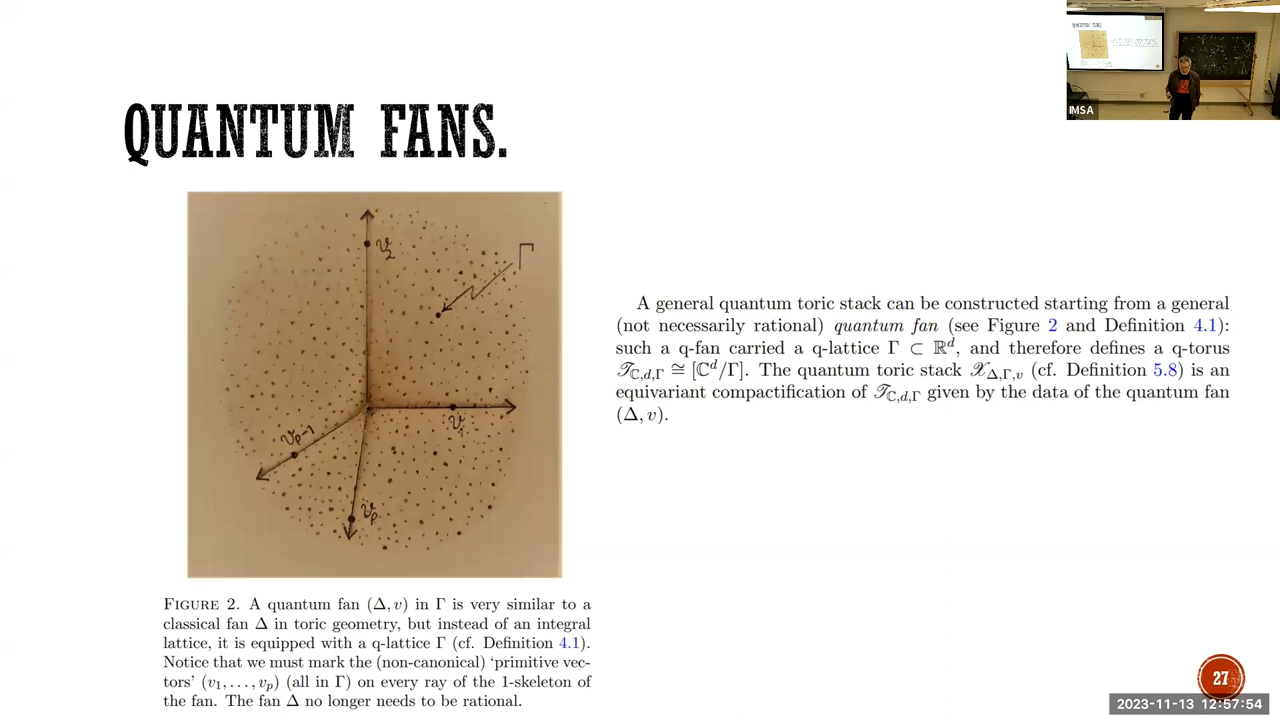 QUANTUM FANS.
IMSA
v₂
Γ
v₁
v_{p-1}
v_p
A general quantum toric stack can be constructed starting from a general
(not necessarily rational) quantum fan (see Figure 2 and Definition 4.1):
such a q-fan carried a q-lattice Γ ⊂ ℝ^d, and therefore defines a q-torus
𝒯_{ℂ,d,Γ} ≅ [ℂ^d/Γ]. The quantum toric stack 𝒳_{Δ,Γ,v} (cf. Definition 5.8) is an
equivariant compactification of 𝒯_{ℂ,d,Γ} given by the data of the quantum fan
(Δ, v).
FIGURE 2. A quantum fan (Δ, v) in Γ is very similar to a
classical fan Δ in toric geometry, but instead of an integral
lattice, it is equipped with a q-lattice Γ (cf. Definition 4.1).
Notice that we must mark the (non-canonical) ‘primitive vec-
tors’ (v₁, . . . , v_p) (all in Γ) on every ray of the 1-skeleton of
the fan. The fan Δ no longer needs to be rational.
27
2023-11-13 12:57:54